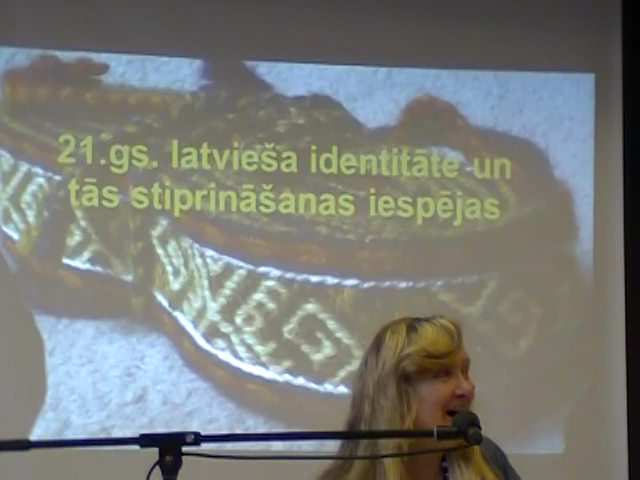 21.gs. latvieša identitāte un
tās stiprināšanas iespējas